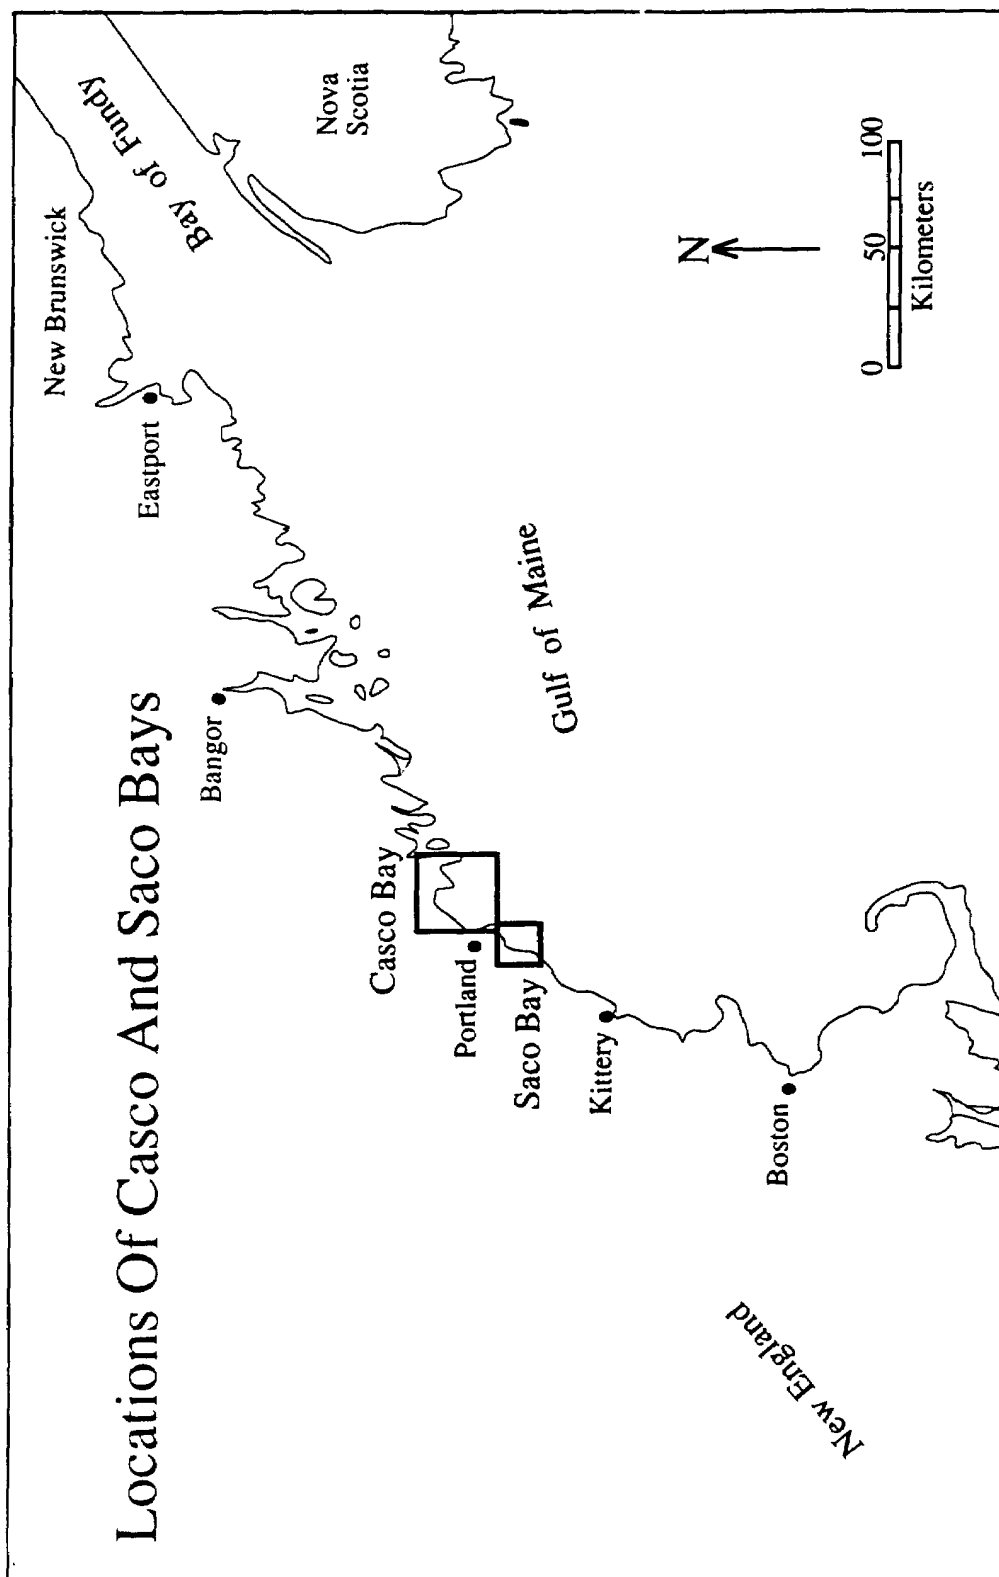 Locations Of Casco And Saco Bays
New Brunswick
Bay of Fundy
Nova
Scotia
Eastport
Bangor
Casco Bay
Portland
Saco Bay
Gulf of Maine
Kittery
Boston
New England
N
0 50 100
Kilometers